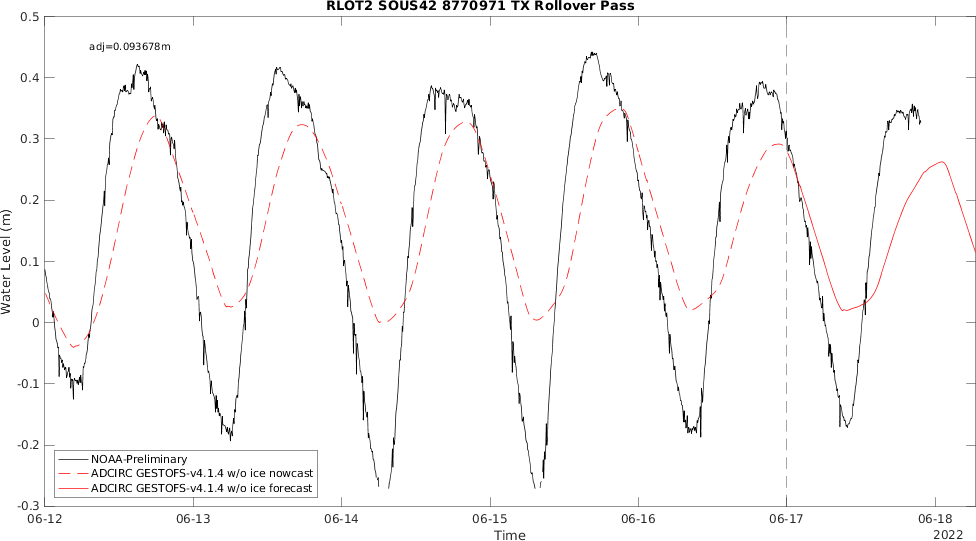 RLOT2 SOUS42 8770971 TX Rollover Pass
adj=0.093678m
0.5
0.4
0.3
0.2
0.1
0
-0.1
-0.2
-0.3
Water Level (m)
NOAA-Preliminary
ADCIRC GESTOFS-v4.1.4 w/o ice nowcast
ADCIRC GESTOFS-v4.1.4 w/o ice forecast
06-12 06-13 06-14 06-15 06-16 06-17 06-18
Time
2022